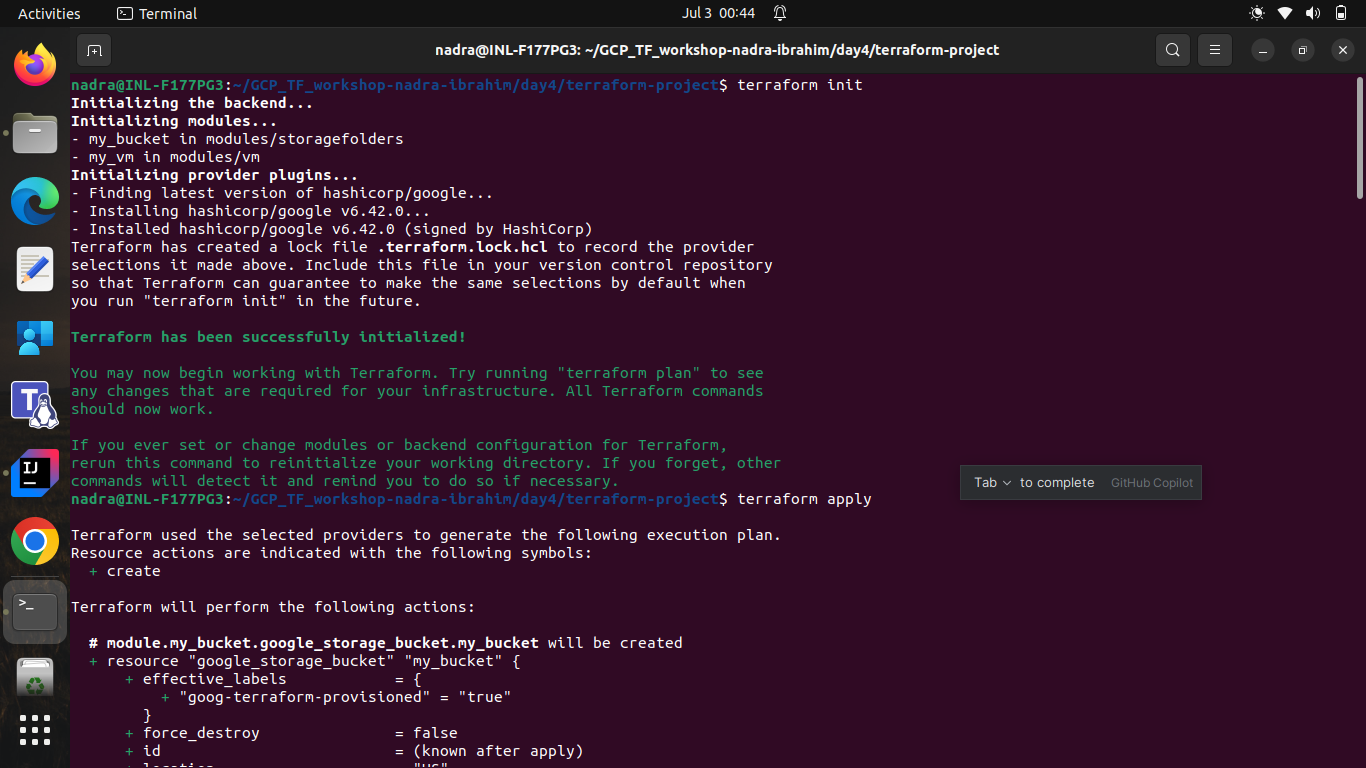 Activities Terminal Jul 3 00:44
nadra@INL-F177PG3: ~/GCP_TF_workshop-nadra-ibrahim/day4/terraform-project
nadra@INL-F177PG3:~/GCP_TF_workshop-nadra-ibrahim/day4/terraform-project$ terraform init
Initializing the backend...
Initializing modules...
- my_bucket in modules/storagefolders
- my_vm in modules/vm
Initializing provider plugins...
- Finding latest version of hashicorp/google...
- Installing hashicorp/google v6.42.0...
- Installed hashicorp/google v6.42.0 (signed by HashiCorp)
Terraform has created a lock file .terraform.lock.hcl to record the provider
selections it made above. Include this file in your version control repository
so that Terraform can guarantee to make the same selections by default when
you run "terraform init" in the future.
Terraform has been successfully initialized!
You may now begin working with Terraform. Try running "terraform plan" to see
any changes that are required for your infrastructure. All Terraform commands
should now work.
If you ever set or change modules or backend configuration for Terraform,
rerun this command to reinitialize your working directory. If you forget, other
commands will detect it and remind you to do so if necessary.
Tab to complete GitHub Copilot
nadra@INL-F177PG3:~/GCP_TF_workshop-nadra-ibrahim/day4/terraform-project$ terraform apply
Terraform used the selected providers to generate the following execution plan.
Resource actions are indicated with the following symbols:
+ create
Terraform will perform the following actions:
# module.my_bucket.google_storage_bucket.my_bucket will be created
+ resource "google_storage_bucket" "my_bucket" {
+ effective_labels = {
+ "goog-terraform-provisioned" = "true"
}
+ force_destroy = false
+ id = (known after apply)
+ location = "US"
T
IJ
>_